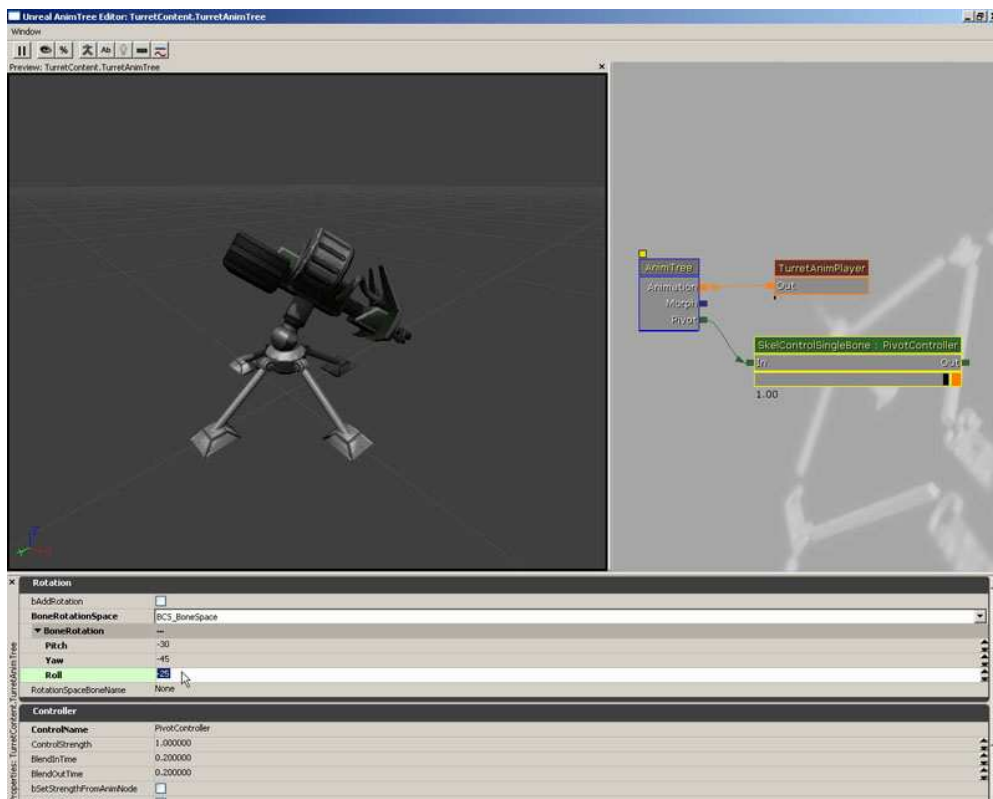 Unreal AnimTree Editor: TurretContent.TurretAnimTree
Window
% Ab
Preview: TurretContent.TurretAnimTree
AnimTree
Animation
Morph
Pivot
TurretAnimPlayer
Out
SkelControlSingleBone : PivotController
In Out
1.00
Z
Rotation
bAddRotation
BoneRotationSpace BCS_BoneSpace
BoneRotation ...
Pitch -30
Yaw -45
Roll -25
RotationSpaceBoneName None
Controller
ControlName PivotController
ControlStrength 1.000000
BlendInTime 0.200000
BlendOutTime 0.200000
bSetStrengthFromAnimNode
Properties: TurretContent.TurretAnimTree